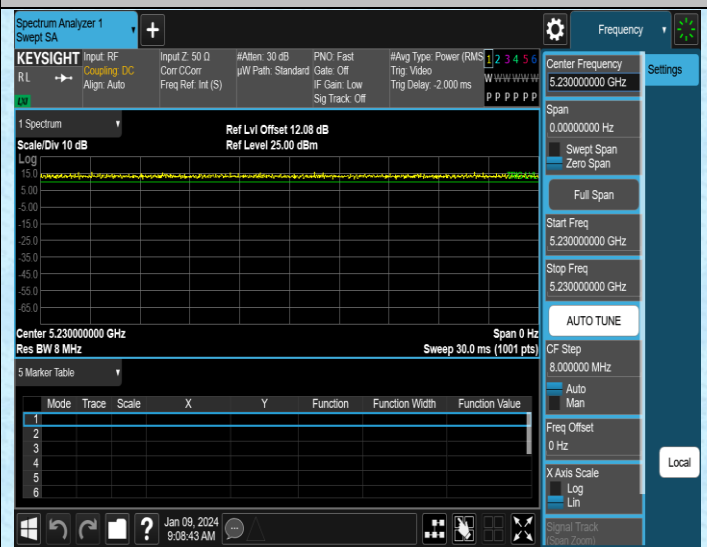 Spectrum Analyzer 1
Swept SA
Frequency
KEYSIGHT
RL
LXI
Input: RF
Coupling: DC
Align: Auto
Input Z: 50 Ω
Corr CCorr
Freq Ref: Int (S)
#Atten: 30 dB
µW Path: Standard
PNO: Fast
Gate: Off
IF Gain: Low
Sig Track: Off
#Avg Type: Power (RMS
Trig: Video
Trig Delay: -2.000 ms
1 2 3 4 5 6
W W W W W W
P P P P P P
1 Spectrum
Scale/Div 10 dB
Ref Lvl Offset 12.08 dB
Ref Level 25.00 dBm
Log
15.0
5.00
-5.00
-15.0
-25.0
-35.0
-45.0
-55.0
-65.0
Center 5.230000000 GHz
Res BW 8 MHz
Span 0 Hz
Sweep 30.0 ms (1001 pts)
5 Marker Table
Mode Trace Scale X Y Function Function Width Function Value
1
2
3
4
5
6
Jan 09, 2024
9:08:43 AM
Center Frequency
5.230000000 GHz
Span
0.00000000 Hz
Swept Span
Zero Span
Full Span
Start Freq
5.230000000 GHz
Stop Freq
5.230000000 GHz
AUTO TUNE
CF Step
8.000000 MHz
Auto
Man
Freq Offset
0 Hz
X Axis Scale
Log
Lin
Signal Track
(Span Zoom)
Settings
Local